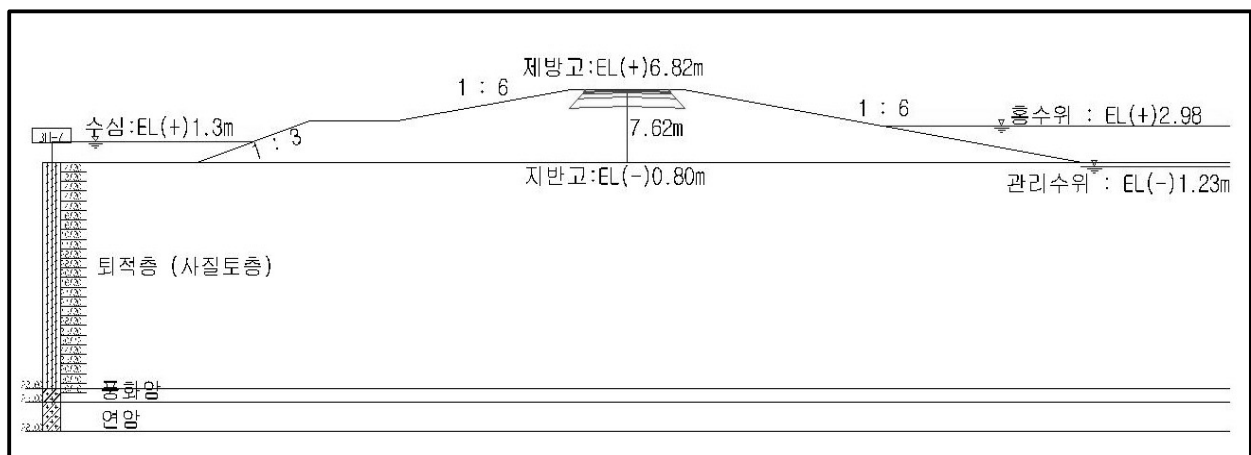 제방고:EL(+)6.82m
1 : 6
1 : 6
수심:EL(+)1.3m
7.62m
홍수위 : EL(+)2.98
1 : 3
지반고:EL(-)0.80m
관리수위 : EL(-)1.23m
퇴적층 (사질토층)
풍화암
연암